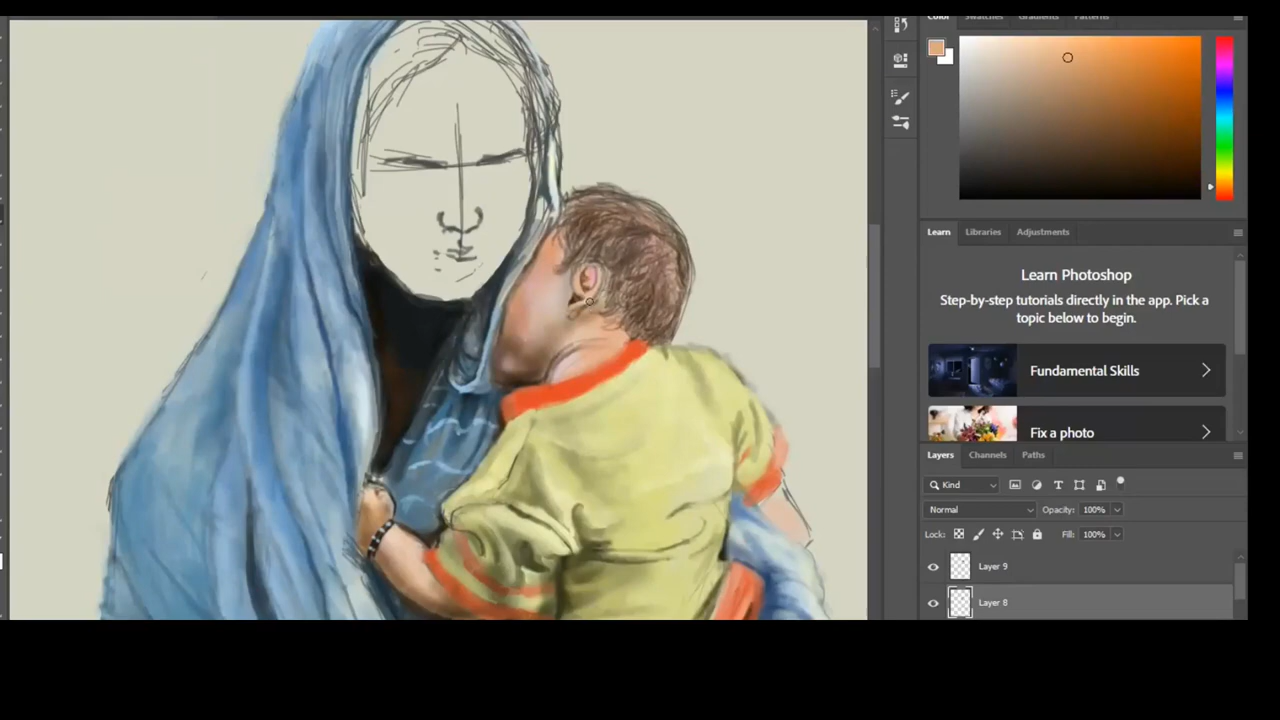 Color Swatches Gradients Patterns
Learn Libraries Adjustments
Learn Photoshop
Step-by-step tutorials directly in the app. Pick a
topic below to begin.
Fundamental Skills
Fix a photo
Layers Channels Paths
Kind
Normal Opacity: 100%
Lock: Fill: 100%
Layer 9
Layer 8